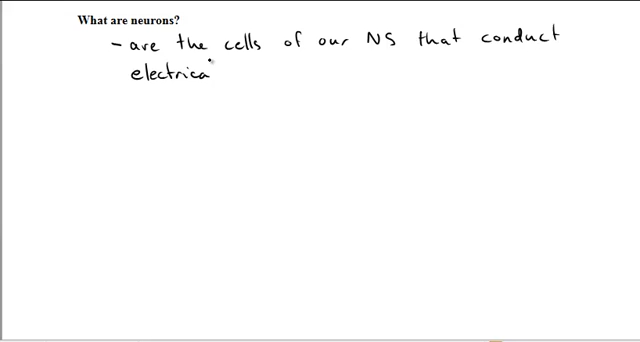 What are neurons?
- are the cells of our NS that conduct
electrica